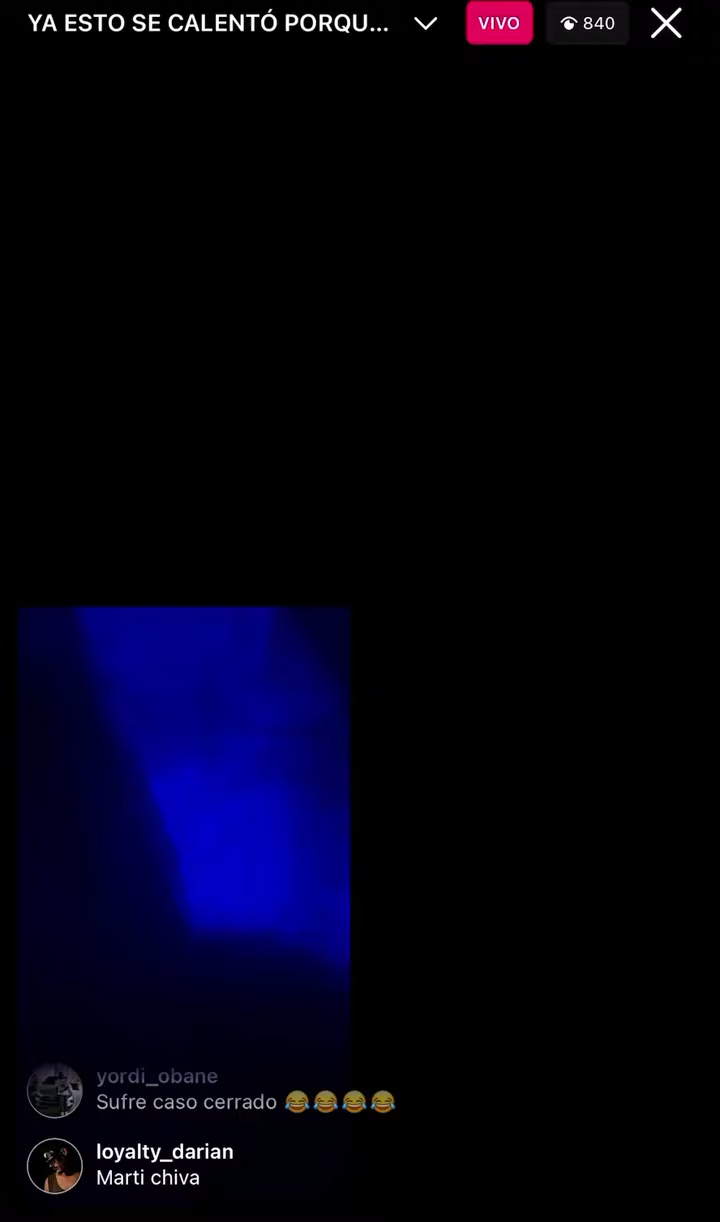 YA ESTO SE CALENTÓ PORQU...
VIVO
840
yordi_obane
Sufre caso cerrado 😂😂😂😂
loyalty_darian
Marti chiva